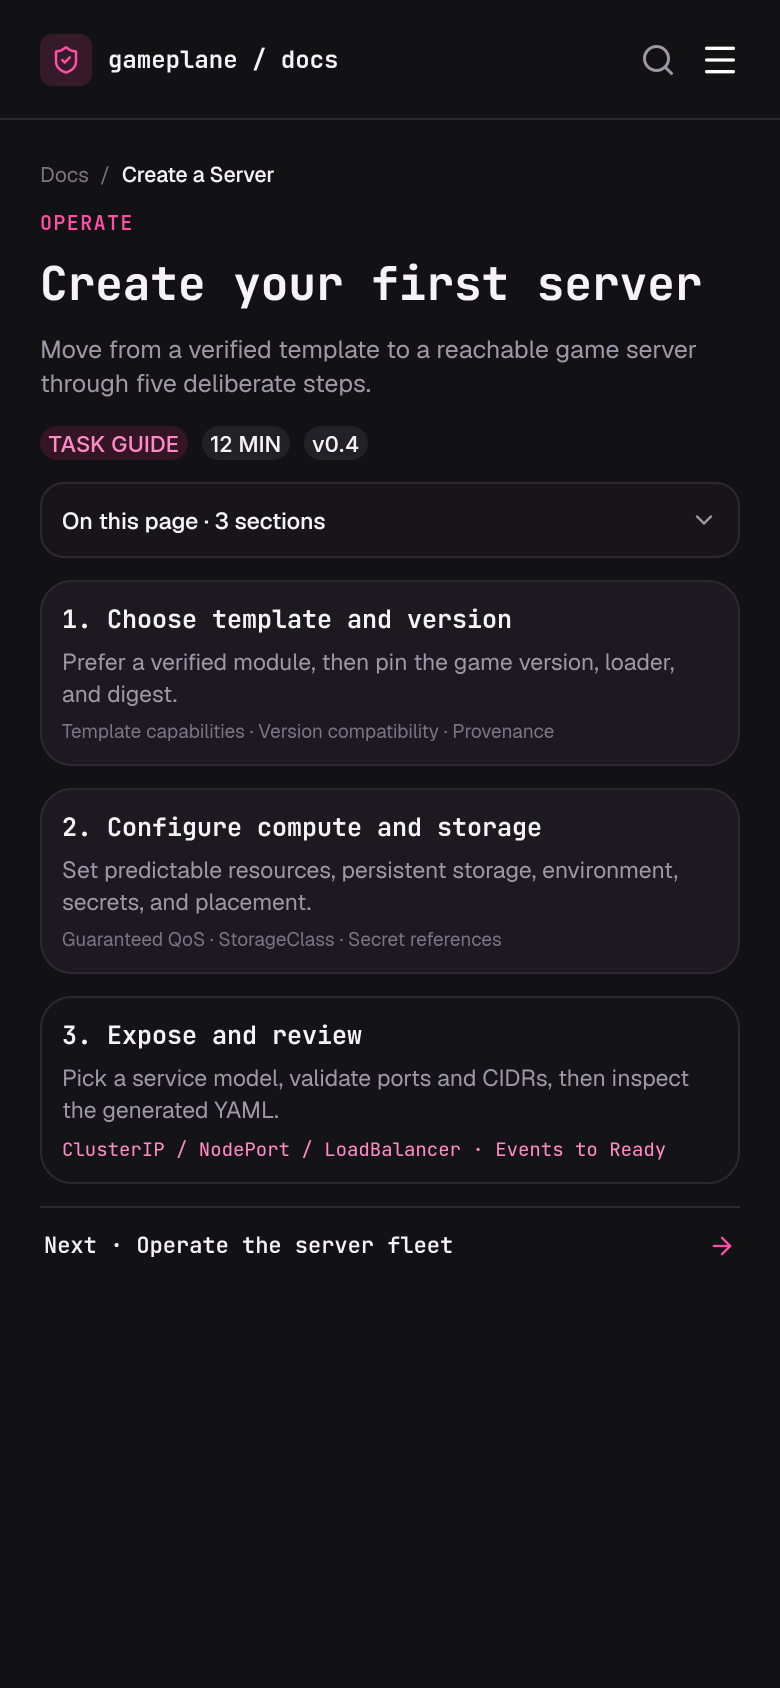 gameplane / docs
Docs / Create a Server
OPERATE
Create your first server
Move from a verified template to a reachable game server
through five deliberate steps.
TASK GUIDE 12 MIN v0.4
On this page · 3 sections
1. Choose template and version
Prefer a verified module, then pin the game version, loader,
and digest.
Template capabilities · Version compatibility · Provenance
2. Configure compute and storage
Set predictable resources, persistent storage, environment,
secrets, and placement.
Guaranteed QoS · StorageClass · Secret references
3. Expose and review
Pick a service model, validate ports and CIDRs, then inspect
the generated YAML.
ClusterIP / NodePort / LoadBalancer · Events to Ready
Next · Operate the server fleet